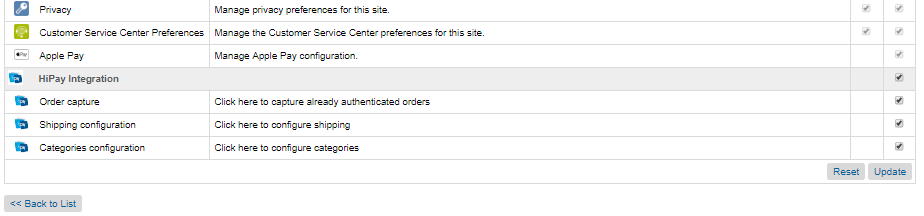 Privacy Manage privacy preferences for this site.
Customer Service Center Preferences Manage the Customer Service Center preferences for this site.
Apple Pay Manage Apple Pay configuration.
HiPay Integration
Order capture Click here to capture already authenticated orders
Shipping configuration Click here to configure shipping
Categories configuration Click here to configure categories
Reset Update
<< Back to List